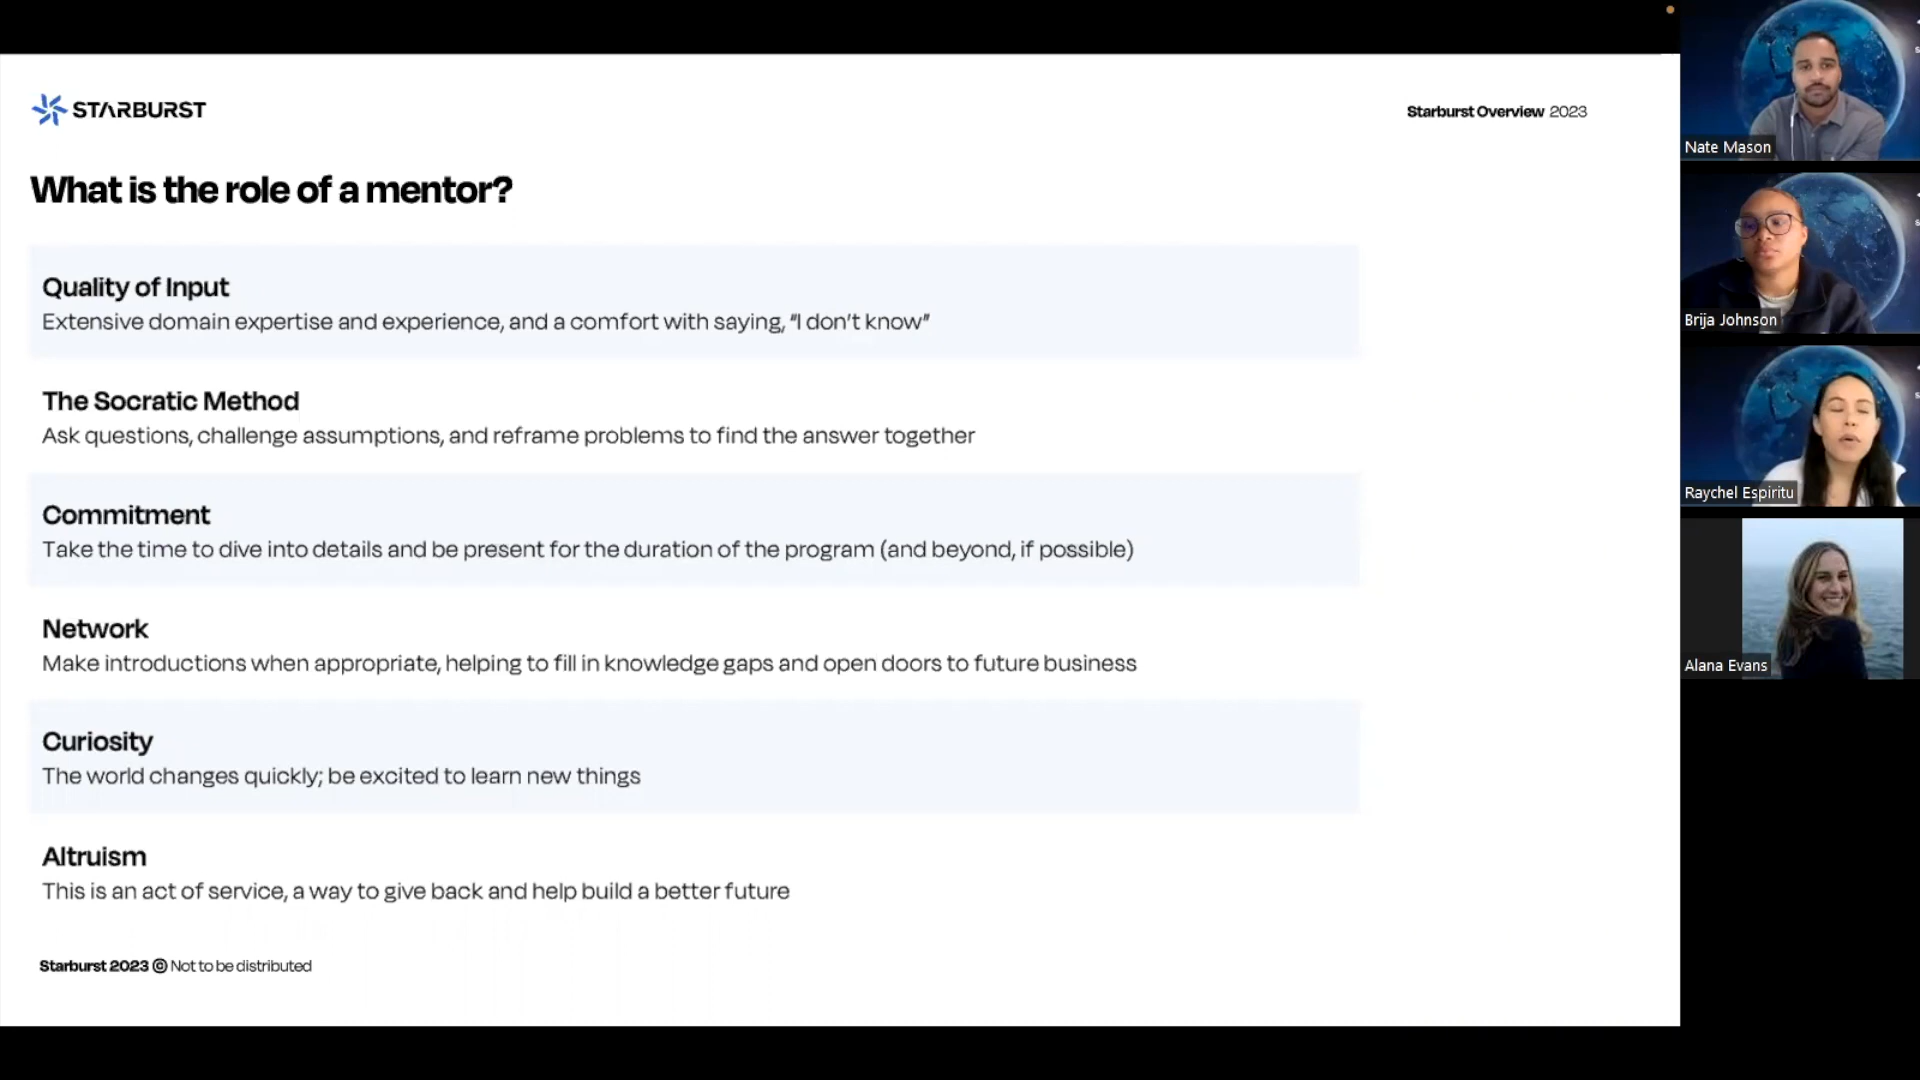 STARBURST
Starburst Overview 2023
What is the role of a mentor?
Quality of Input
Extensive domain expertise and experience, and a comfort with saying, “I don’t know”
The Socratic Method
Ask questions, challenge assumptions, and reframe problems to find the answer together
Commitment
Take the time to dive into details and be present for the duration of the program (and beyond, if possible)
Network
Make introductions when appropriate, helping to fill in knowledge gaps and open doors to future business
Curiosity
The world changes quickly; be excited to learn new things
Altruism
This is an act of service, a way to give back and help build a better future
Starburst 2023 © Not to be distributed
Nate Mason
Brija Johnson
Raychel Espiritu
Alana Evans